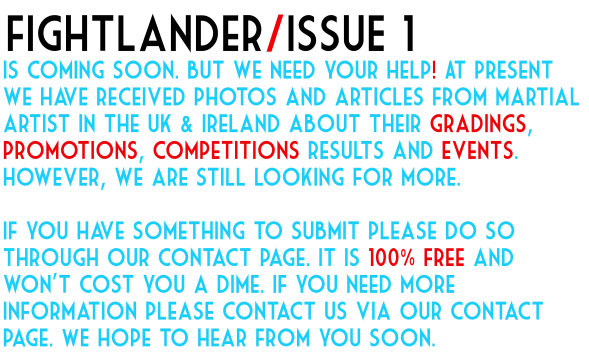 FIGHTLANDER/ISSUE 1
IS COMING SOON. BUT WE NEED YOUR HELP! AT PRESENT
WE HAVE RECEIVED PHOTOS AND ARTICLES FROM MARTIAL
ARTIST IN THE UK & IRELAND ABOUT THEIR GRADINGS,
PROMOTIONS, COMPETITIONS RESULTS AND EVENTS.
HOWEVER, WE ARE STILL LOOKING FOR MORE.

IF YOU HAVE SOMETHING TO SUBMIT PLEASE DO SO
THROUGH OUR CONTACT PAGE. IT IS 100% FREE AND
WON'T COST YOU A DIME. IF YOU NEED MORE
INFORMATION PLEASE CONTACT US VIA OUR CONTACT
PAGE. WE HOPE TO HEAR FROM YOU SOON.